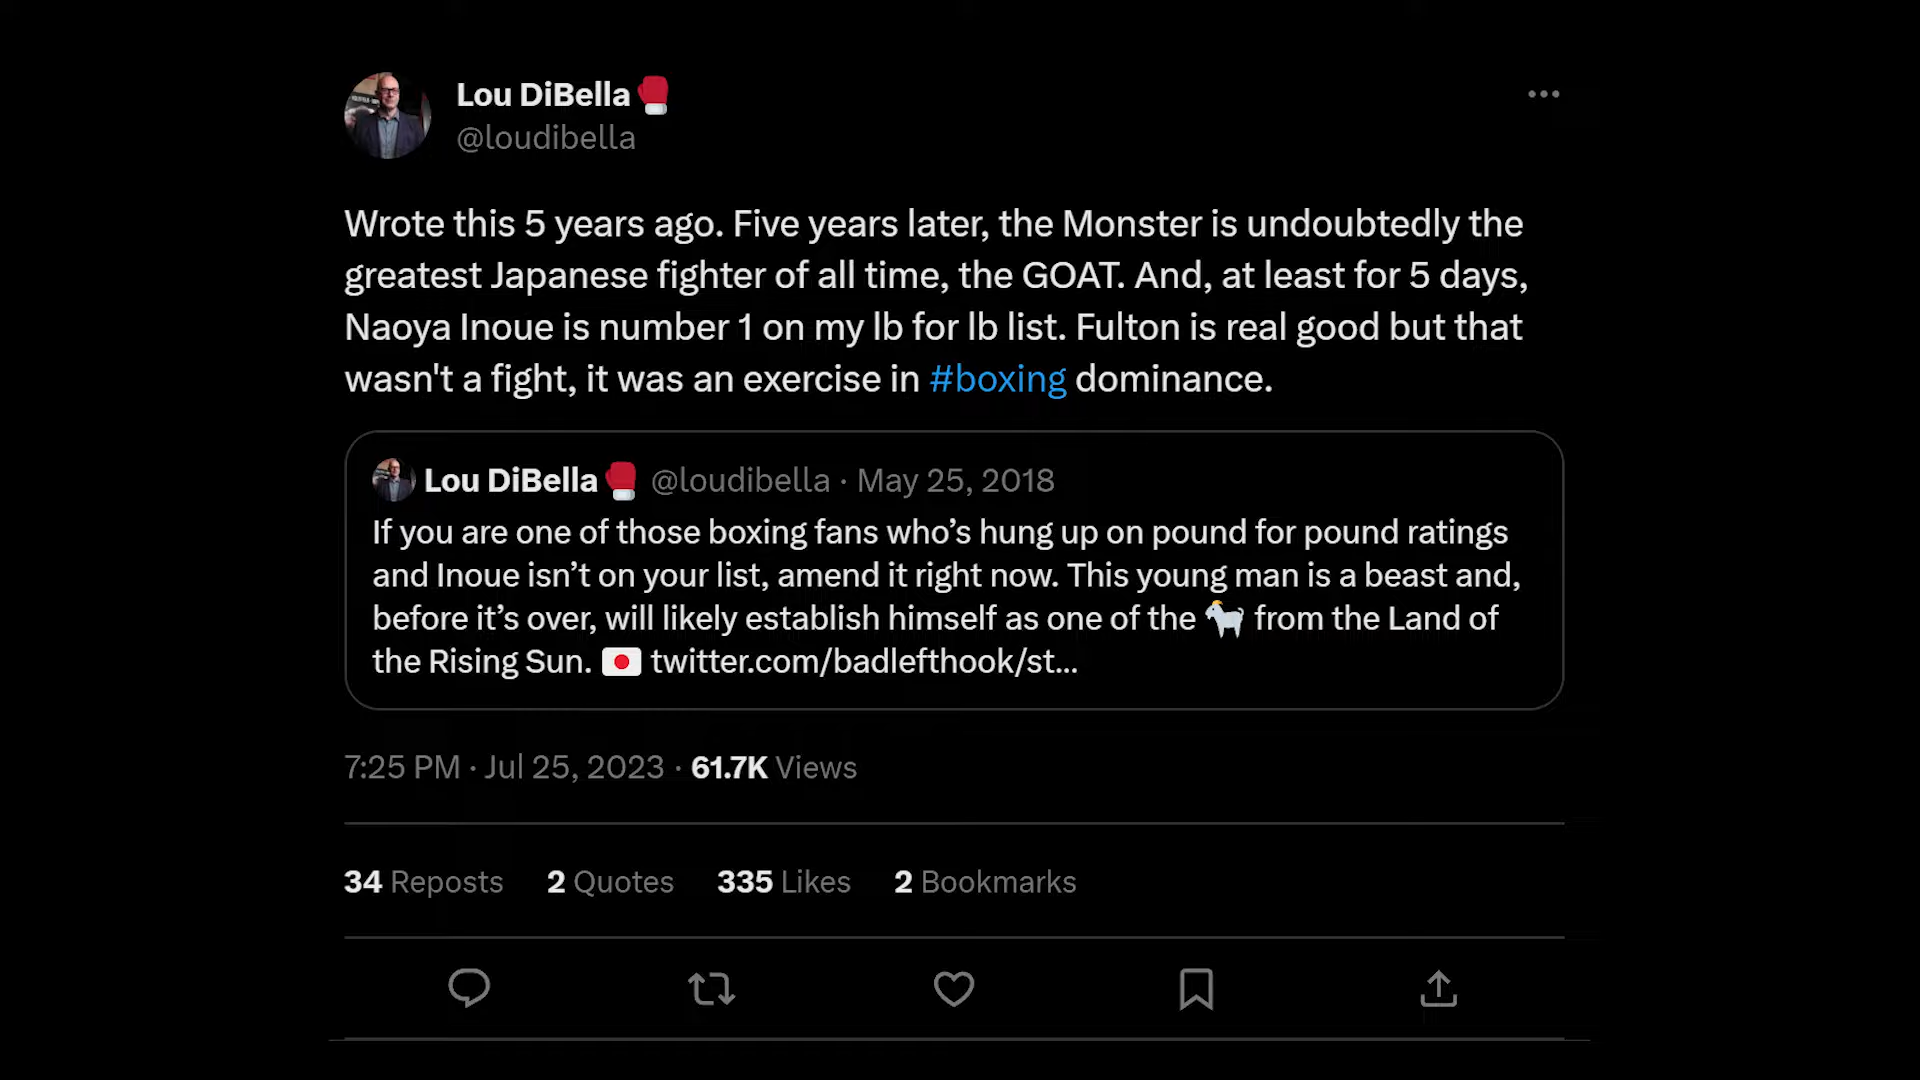 Lou DiBella🥊
@loudibella
Wrote this 5 years ago. Five years later, the Monster is undoubtedly the
greatest Japanese fighter of all time, the GOAT. And, at least for 5 days,
Naoya Inoue is number 1 on my lb for lb list. Fulton is real good but that
wasn't a fight, it was an exercise in #boxing dominance.
Lou DiBella🥊 @loudibella · May 25, 2018
If you are one of those boxing fans who’s hung up on pound for pound ratings
and Inoue isn’t on your list, amend it right now. This young man is a beast and,
before it’s over, will likely establish himself as one of the 🐐 from the Land of
the Rising Sun. 🇯🇵 twitter.com/badlefthook/st…
7:25 PM · Jul 25, 2023 · 61.7K Views
34 Reposts 2 Quotes 335 Likes 2 Bookmarks